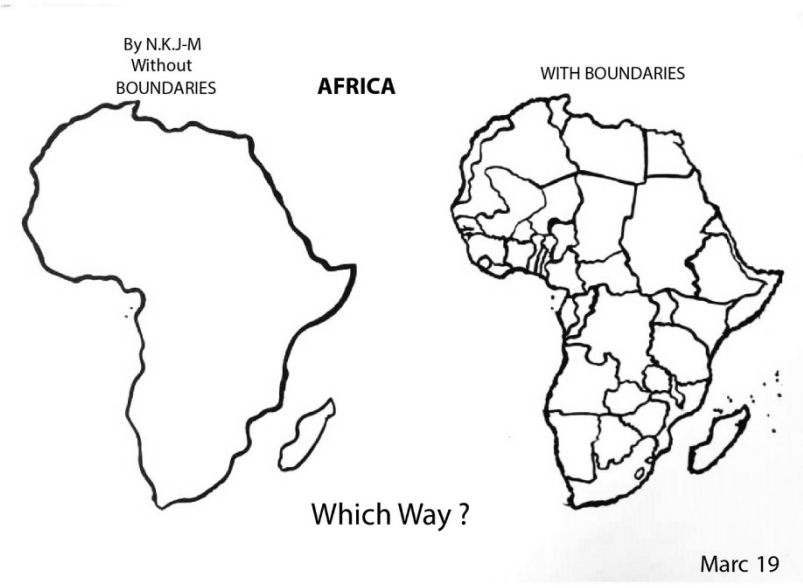 By N.K.J-M
Without
BOUNDARIES
AFRICA
WITH BOUNDARIES
Which Way ?
Marc 19